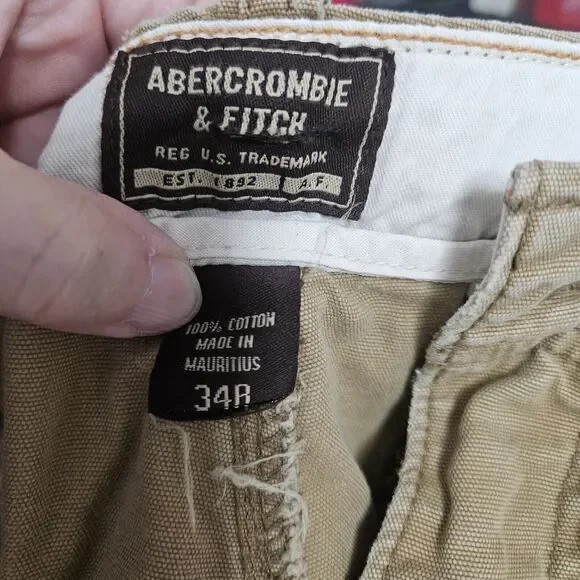 ABERCROMBIE
& FITCH
REG U.S. TRADEMARK
EST. 1892 A.F.
100% COTTON
MADE IN
MAURITIUS
34R